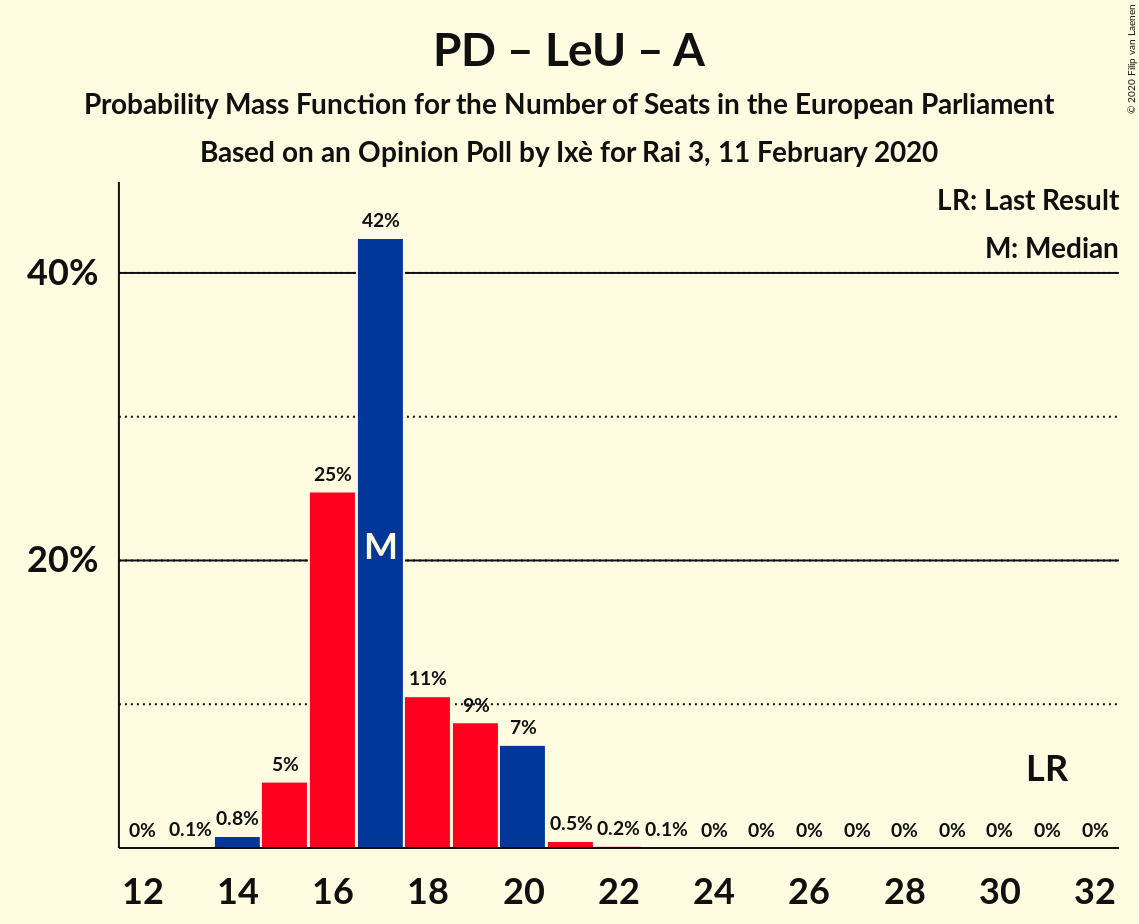 PD – LeU – A
Probability Mass Function for the Number of Seats in the European Parliament
Based on an Opinion Poll by Ixè for Rai 3, 11 February 2020
© 2020 Filip van Laenen
LR: Last Result
M: Median
40%
20%
0%
0.1%
0.8%
5%
25%
42%
M
11%
9%
7%
0.5%
0.2%
0.1%
0%
0%
0%
0%
0%
0%
0%
0%
0%
LR
12 14 16 18 20 22 24 26 28 30 32